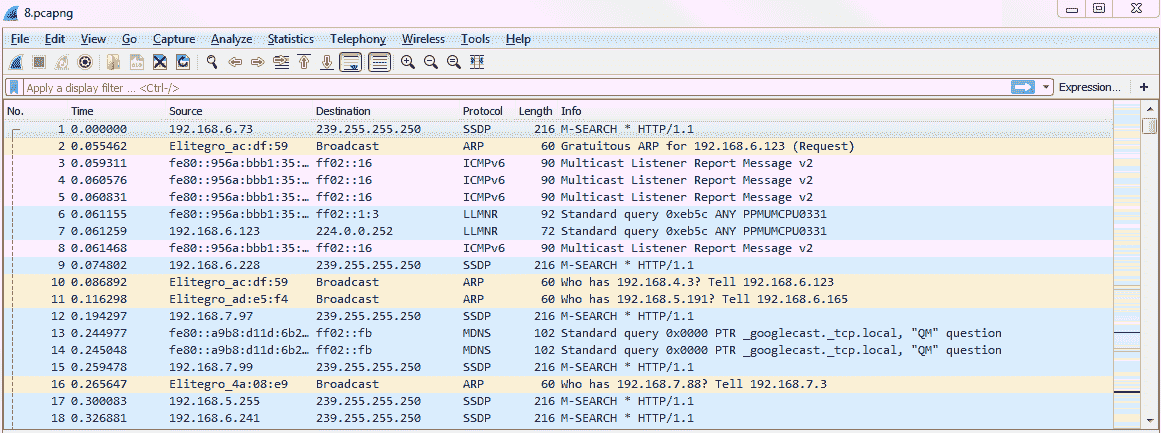 8.pcapng
File Edit View Go Capture Analyze Statistics Telephony Wireless Tools Help
Apply a display filter ... <Ctrl-/> Expression... +
No. Time Source Destination Protocol Length Info
1 0.000000 192.168.6.73 239.255.255.250 SSDP 216 M-SEARCH * HTTP/1.1
2 0.055462 Elitegro_ac:df:59 Broadcast ARP 60 Gratuitous ARP for 192.168.6.123 (Request)
3 0.059311 fe80::956a:bbb1:35:… ff02::16 ICMPv6 90 Multicast Listener Report Message v2
4 0.060576 fe80::956a:bbb1:35:… ff02::16 ICMPv6 90 Multicast Listener Report Message v2
5 0.060831 fe80::956a:bbb1:35:… ff02::16 ICMPv6 90 Multicast Listener Report Message v2
6 0.061155 fe80::956a:bbb1:35:… ff02::1:3 LLMNR 92 Standard query 0xeb5c ANY PPMUMCPU0331
7 0.061259 192.168.6.123 224.0.0.252 LLMNR 72 Standard query 0xeb5c ANY PPMUMCPU0331
8 0.061468 fe80::956a:bbb1:35:… ff02::16 ICMPv6 90 Multicast Listener Report Message v2
9 0.074802 192.168.6.228 239.255.255.250 SSDP 216 M-SEARCH * HTTP/1.1
10 0.086892 Elitegro_ac:df:59 Broadcast ARP 60 Who has 192.168.4.3? Tell 192.168.6.123
11 0.116298 Elitegro_ad:e5:f4 Broadcast ARP 60 Who has 192.168.5.191? Tell 192.168.6.165
12 0.194297 192.168.7.97 239.255.255.250 SSDP 216 M-SEARCH * HTTP/1.1
13 0.244977 fe80::a9b8:d11d:6b2… ff02::fb MDNS 102 Standard query 0x0000 PTR _googlecast._tcp.local, "QM" question
14 0.245048 fe80::a9b8:d11d:6b2… ff02::fb MDNS 102 Standard query 0x0000 PTR _googlecast._tcp.local, "QM" question
15 0.259478 192.168.7.99 239.255.255.250 SSDP 216 M-SEARCH * HTTP/1.1
16 0.265647 Elitegro_4a:08:e9 Broadcast ARP 60 Who has 192.168.7.88? Tell 192.168.7.3
17 0.300083 192.168.5.255 239.255.255.250 SSDP 216 M-SEARCH * HTTP/1.1
18 0.326881 192.168.6.241 239.255.255.250 SSDP 216 M-SEARCH * HTTP/1.1